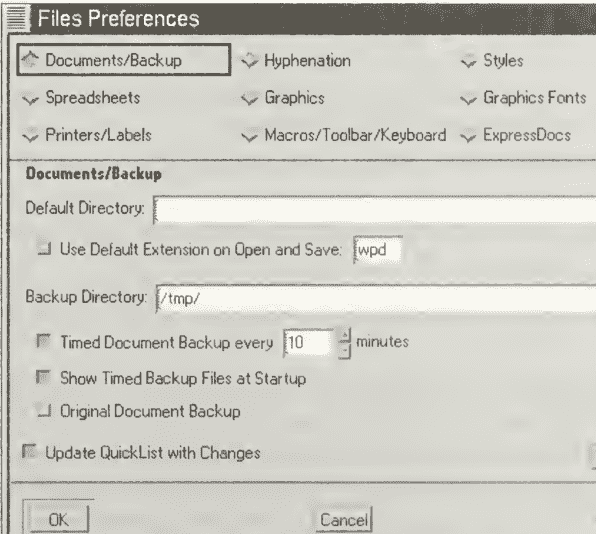 Files Preferences
Documents/Backup Hyphenation Styles
Spreadsheets Graphics Graphics Fonts
Printers/Labels Macros/Toolbar/Keyboard ExpressDocs
Documents/Backup
Default Directory:
Use Default Extension on Open and Save: wpd
Backup Directory: /tmp/
Timed Document Backup every 10 minutes
Show Timed Backup Files at Startup
Original Document Backup
Update QuickList with Changes
OK Cancel